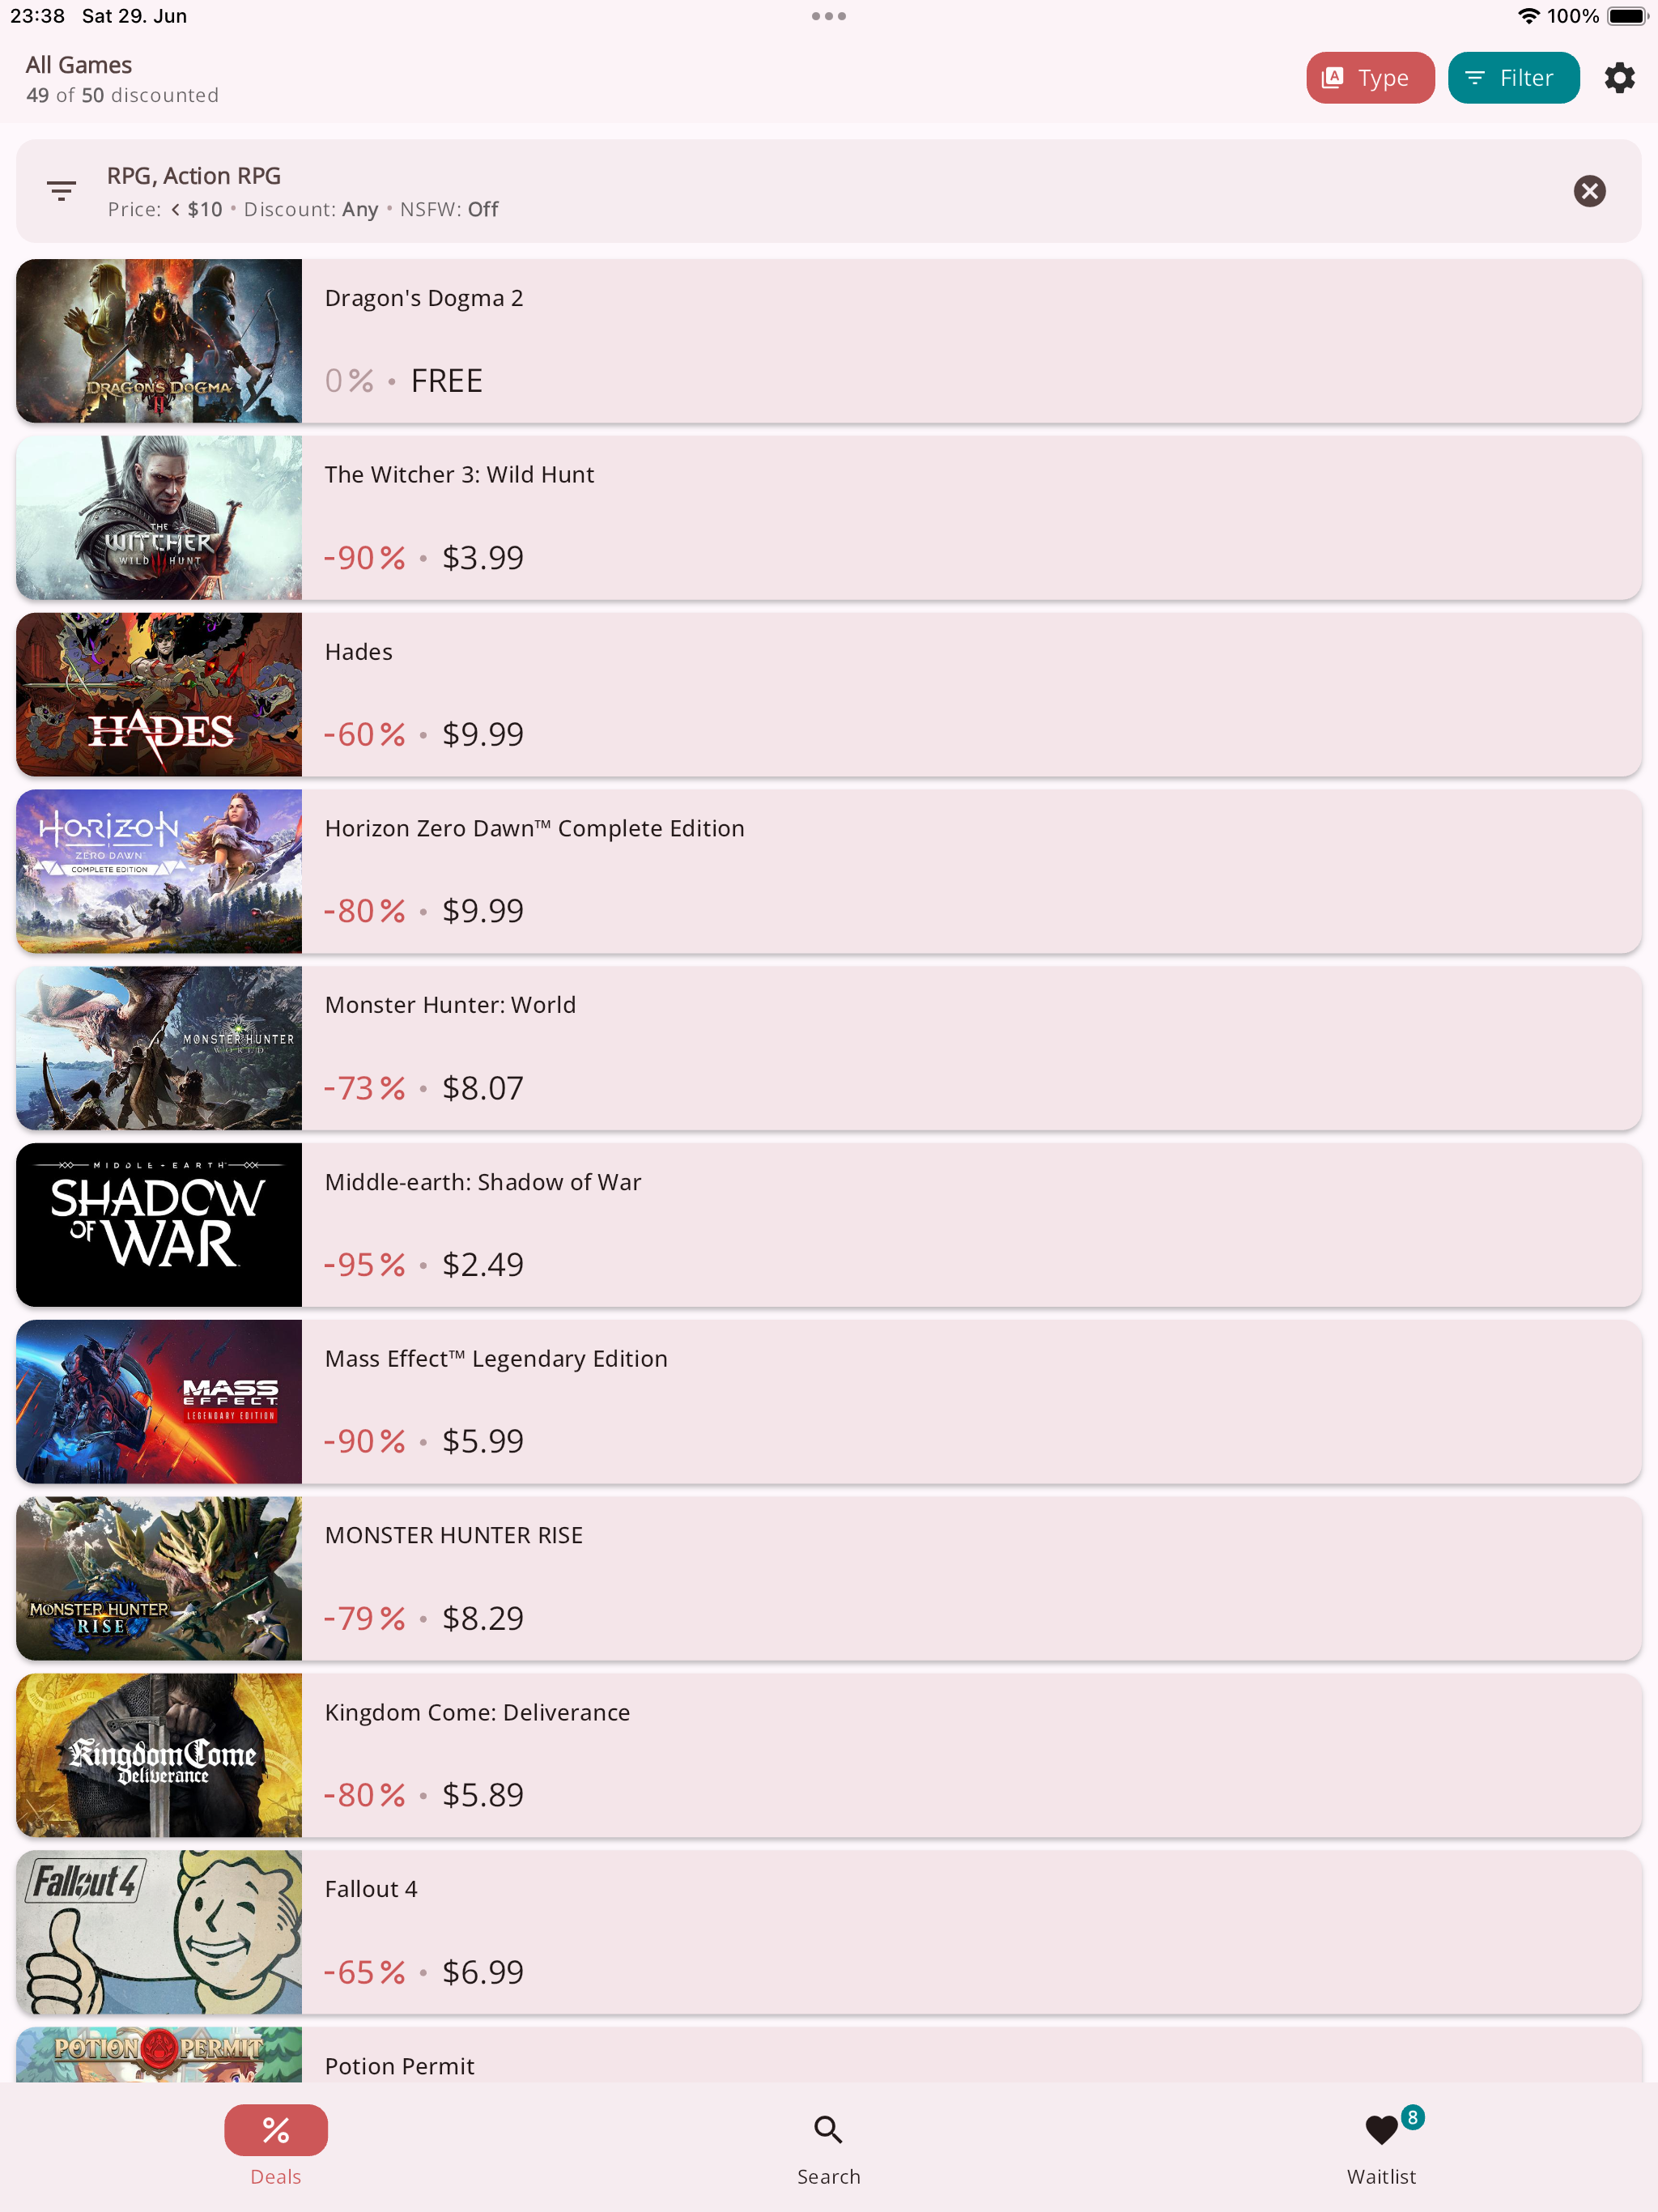 23:38 Sat 29. Jun
100%
All Games
49 of 50 discounted
Type
Filter
RPG, Action RPG
Price: < $10 • Discount: Any • NSFW: Off
DRAGON'S DOGMA
II
Dragon's Dogma 2
0% • FREE
THE
WITCHER
WILD HUNT
The Witcher 3: Wild Hunt
-90% • $3.99
HADES
Hades
-60% • $9.99
HORIZON
ZERO DAWN
COMPLETE EDITION
Horizon Zero Dawn™ Complete Edition
-80% • $9.99
MONSTER HUNTER
WORLD
Monster Hunter: World
-73% • $8.07
MIDDLE-EARTH
SHADOW
OF WAR
Middle-earth: Shadow of War
-95% • $2.49
MASS
EFFECT
LEGENDARY EDITION
Mass Effect™ Legendary Edition
-90% • $5.99
MONSTER HUNTER
RISE
MONSTER HUNTER RISE
-79% • $8.29
Kingdom Come
Deliverance
Kingdom Come: Deliverance
-80% • $5.89
Fallout 4
Fallout 4
-65% • $6.99
POTION PERMIT
Potion Permit
8
Deals
Search
Waitlist